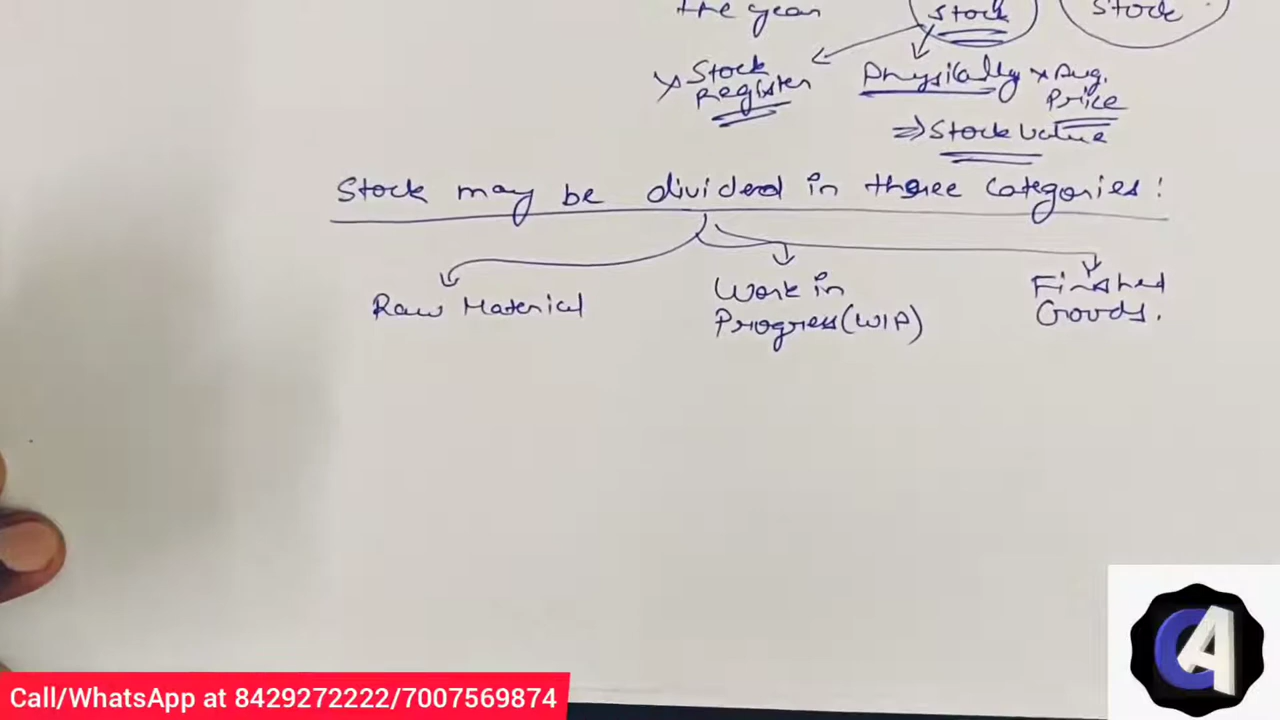 the year
stock
stock
Stock
Register
Physically × Avg.
Price
⇒ Stock value
Stock may be divided in three categories:
Raw Material
Work in
Progress (WIP)
Finished
Goods.
CA
Call/WhatsApp at 8429272222/7007569874